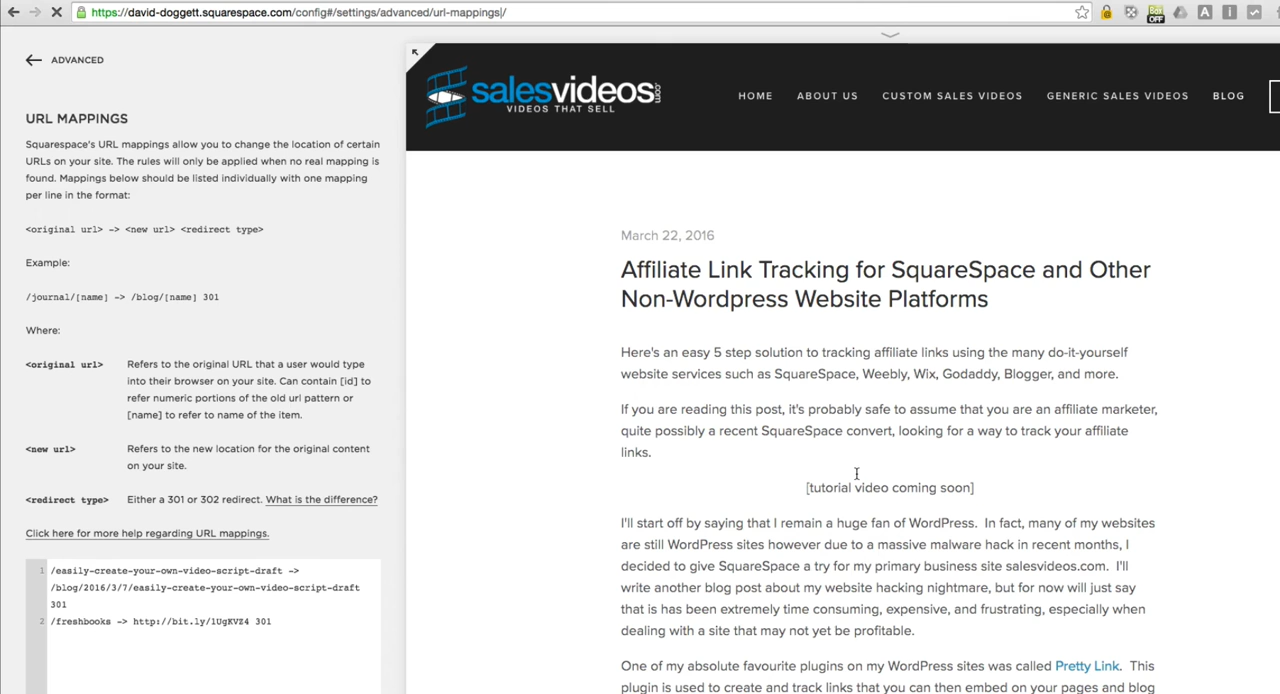 https://david-doggett.squarespace.com/config#/settings/advanced/url-mappings/
ADVANCED
URL MAPPINGS
Squarespace's URL mappings allow you to change the location of certain
URLs on your site. The rules will only be applied when no real mapping is
found. Mappings below should be listed individually with one mapping
per line in the format:
<original url> -> <new url> <redirect type>
Example:
/journal/[name] -> /blog/[name] 301
Where:
<original url> Refers to the original URL that a user would type
into their browser on your site. Can contain [id] to
refer numeric portions of the old url pattern or
[name] to refer to name of the item.
<new url> Refers to the new location for the original content
on your site.
<redirect type> Either a 301 or 302 redirect. What is the difference?
Click here for more help regarding URL mappings.
1 /easily-create-your-own-video-script-draft ->
/blog/2016/3/7/easily-create-your-own-video-script-draft
301
2 /freshbooks -> http://bit.ly/1UgKVZ4 301
salesvideos.com
VIDEOS THAT SELL
HOME ABOUT US CUSTOM SALES VIDEOS GENERIC SALES VIDEOS BLOG
March 22, 2016
Affiliate Link Tracking for SquareSpace and Other
Non-Wordpress Website Platforms
Here's an easy 5 step solution to tracking affiliate links using the many do-it-yourself
website services such as SquareSpace, Weebly, Wix, Godaddy, Blogger, and more.
If you are reading this post, it's probably safe to assume that you are an affiliate marketer,
quite possibly a recent SquareSpace convert, looking for a way to track your affiliate
links.
[tutorial video coming soon]
I'll start off by saying that I remain a huge fan of WordPress. In fact, many of my websites
are still WordPress sites however due to a massive malware hack in recent months, I
decided to give SquareSpace a try for my primary business site salesvideos.com. I'll
write another blog post about my website hacking nightmare, but for now will just say
that is has been extremely time consuming, expensive, and frustrating, especially when
dealing with a site that may not yet be profitable.
One of my absolute favourite plugins on my WordPress sites was called Pretty Link. This
plugin is used to create and track links that you can then embed on your pages and blog